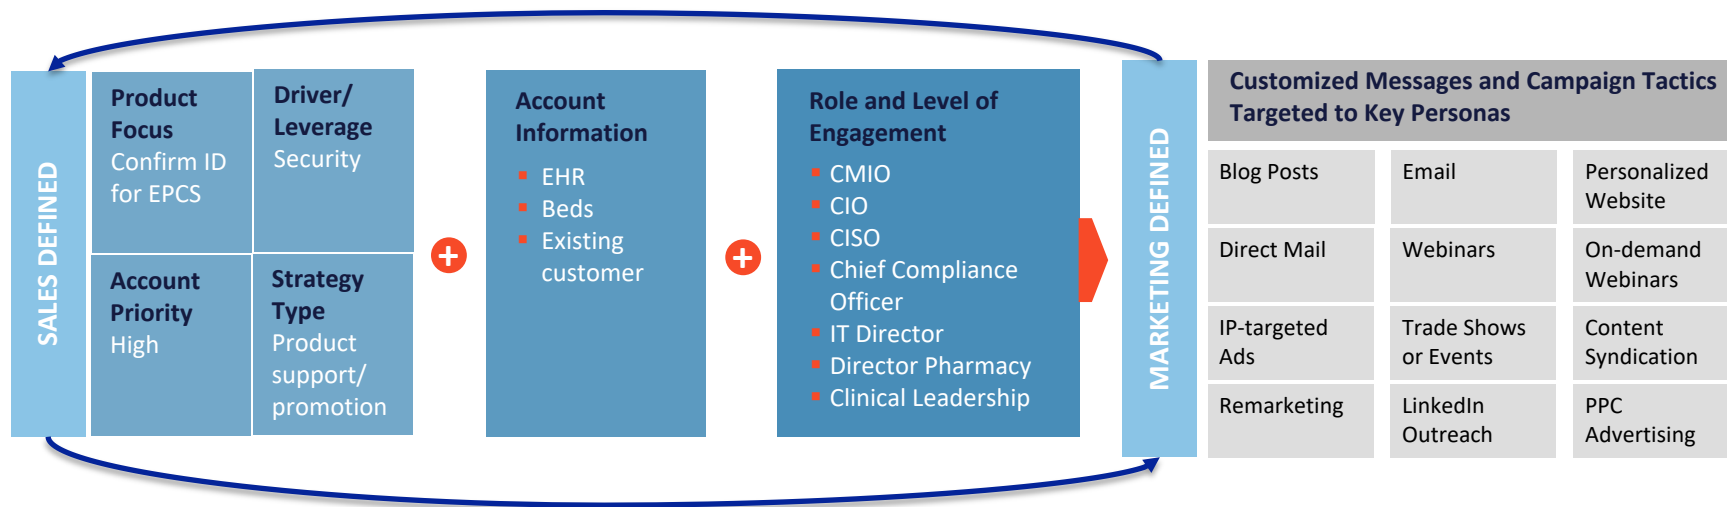 SALES DEFINED
Product
Focus
Confirm ID
for EPCS
Driver/
Leverage
Security
Account
Priority
High
Strategy
Type
Product
support/
promotion
+
Account
Information
EHR
Beds
Existing
customer
+
Role and Level of
Engagement
CMIO
CIO
CISO
Chief Compliance
Officer
IT Director
Director Pharmacy
Clinical Leadership
MARKETING DEFINED
Customized Messages and Campaign Tactics
Targeted to Key Personas
Blog Posts
Email
Personalized
Website
Direct Mail
Webinars
On-demand
Webinars
IP-targeted
Ads
Trade Shows
or Events
Content
Syndication
Remarketing
LinkedIn
Outreach
PPC
Advertising